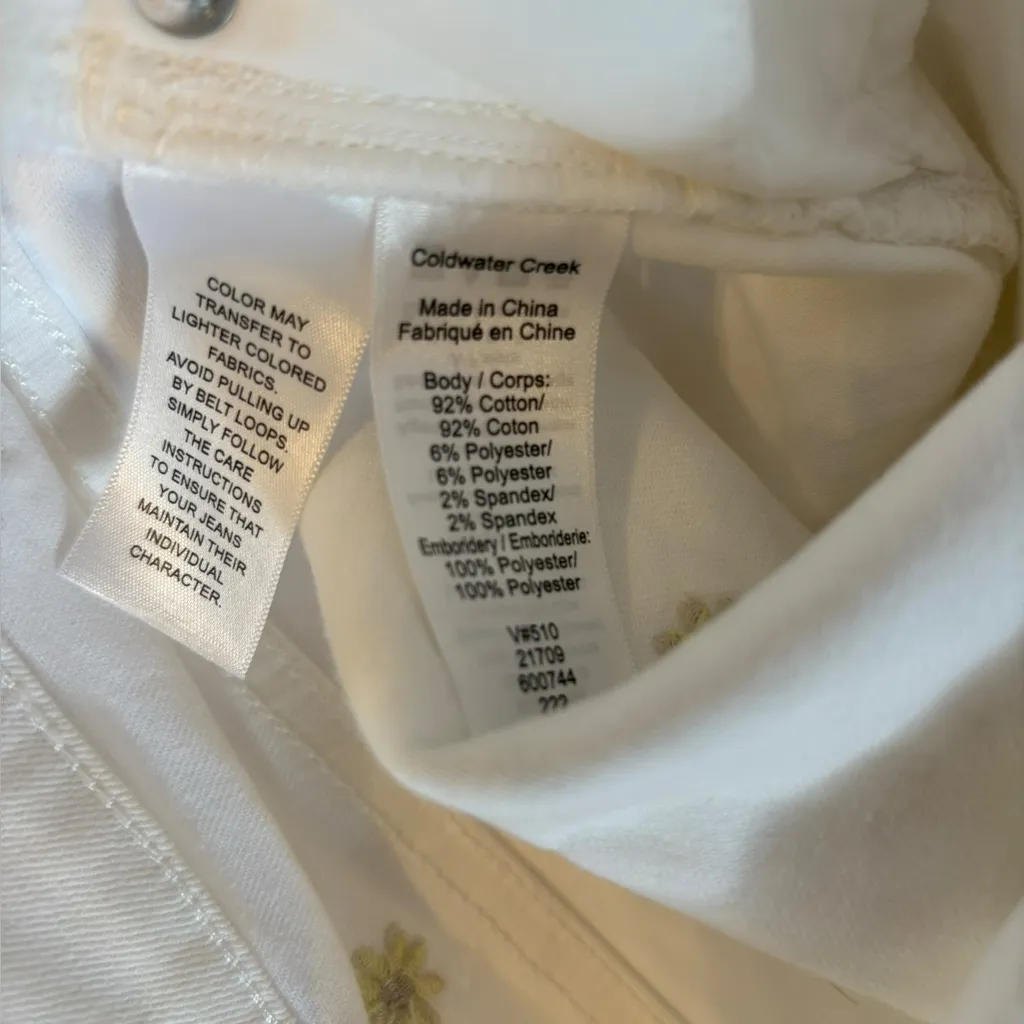 COLOR MAY
TRANSFER TO
LIGHTER COLORED
FABRICS.
AVOID PULLING UP
BY BELT LOOPS.
SIMPLY FOLLOW
THE CARE
INSTRUCTIONS
TO ENSURE THAT
YOUR JEANS
MAINTAIN THEIR
INDIVIDUAL
CHARACTER.
Coldwater Creek
Made in China
Fabriqué en Chine
Body / Corps:
92% Cotton/
92% Coton
6% Polyester/
6% Polyester
2% Spandex/
2% Spandex
Emboridery / Emboriderie:
100% Polyester/
100% Polyester
V#510
21709
600744